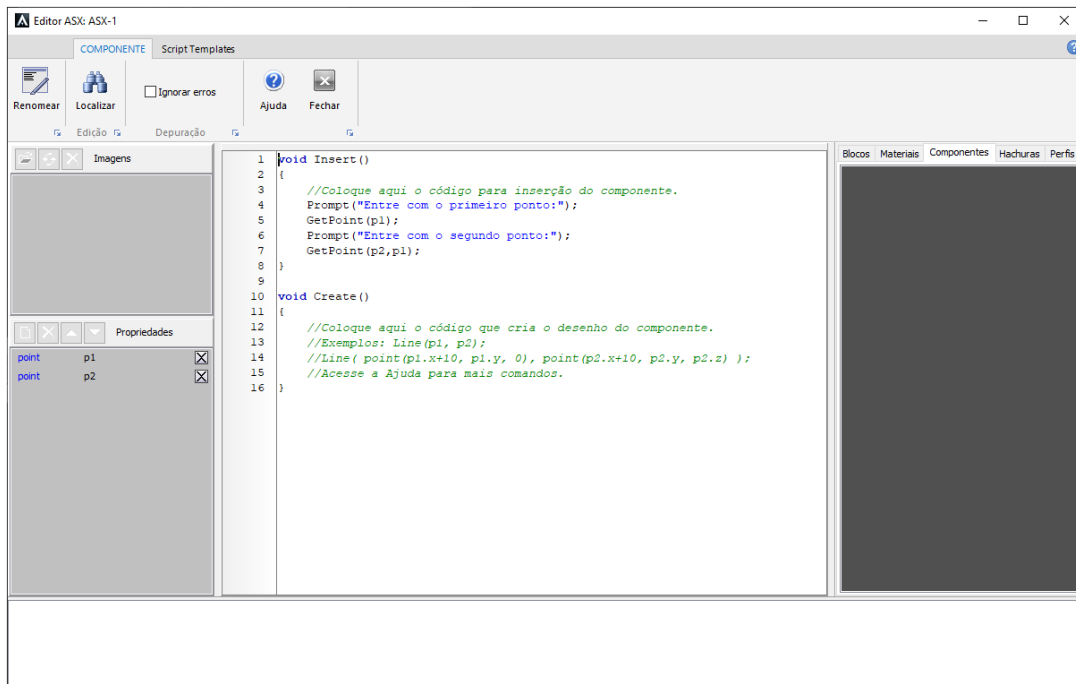 Editor ASX: ASX-1
COMPONENTE Script Templates
Renomear Localizar Ignorar erros Ajuda Fechar
Edição Depuração
Imagens
Propriedades
point p1
point p2
1 void Insert()
2 {
3 //Coloque aqui o código para inserção do componente.
4 Prompt("Entre com o primeiro ponto:");
5 GetPoint(p1);
6 Prompt("Entre com o segundo ponto:");
7 GetPoint(p2,p1);
8 }
9
10 void Create()
11 {
12 //Coloque aqui o código que cria o desenho do componente.
13 //Exemplos: Line(p1, p2);
14 //Line( point(p1.x+10, p1.y, 0), point(p2.x+10, p2.y, p2.z) );
15 //Acesse a Ajuda para mais comandos.
16 }
Blocos Materiais Componentes Hachuras Perfis